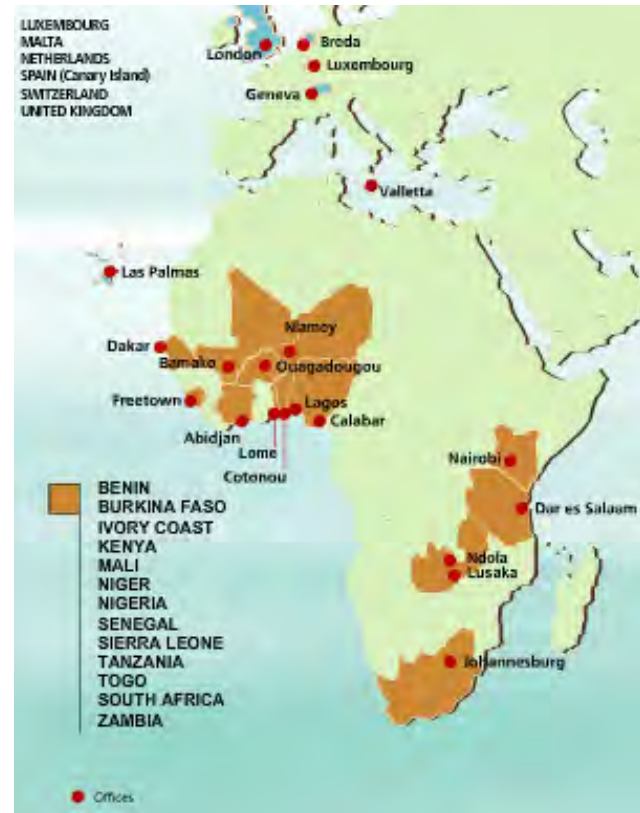 LUXEMBOURG
MALTA
NETHERLANDS
SPAIN (Canary Island)
SWITZERLAND
UNITED KINGDOM
London
Breda
Luxembourg
Geneva
Valletta
Las Palmas
Niamey
Dakar
Bamako
Ouagadougou
Freetown
Lagos
Abidjan
Calabar
Lome
Cotonou
Nairobi
Dar es Salaam
Ndola
Lusaka
Johannesburg
BENIN
BURKINA FASO
IVORY COAST
KENYA
MALI
NIGER
NIGERIA
SENEGAL
SIERRA LEONE
TANZANIA
TOGO
SOUTH AFRICA
ZAMBIA
Offices